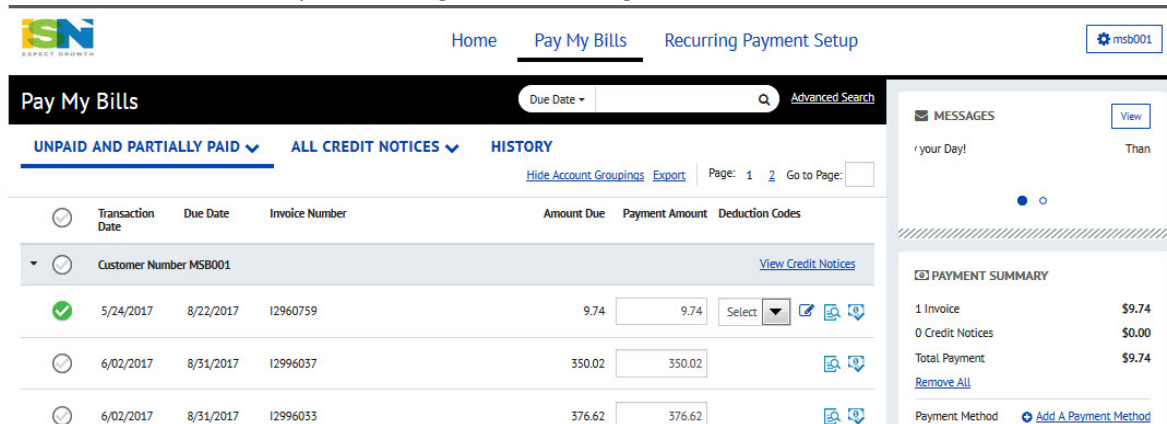 iSN
EXPECT GROWTH
Home Pay My Bills Recurring Payment Setup
msb001
Pay My Bills
Due Date
Advanced Search
UNPAID AND PARTIALLY PAID
ALL CREDIT NOTICES
HISTORY
Hide Account Groupings Export Page: 1 2 Go to Page:
Transaction Date Due Date Invoice Number Amount Due Payment Amount Deduction Codes
Customer Number MSB001 View Credit Notices
5/24/2017 8/22/2017 I2960759 9.74 9.74 Select
6/02/2017 8/31/2017 I2996037 350.02 350.02
6/02/2017 8/31/2017 I2996033 376.62 376.62
MESSAGES View
your Day! Than
PAYMENT SUMMARY
1 Invoice $9.74
0 Credit Notices $0.00
Total Payment $9.74
Remove All
Payment Method Add A Payment Method